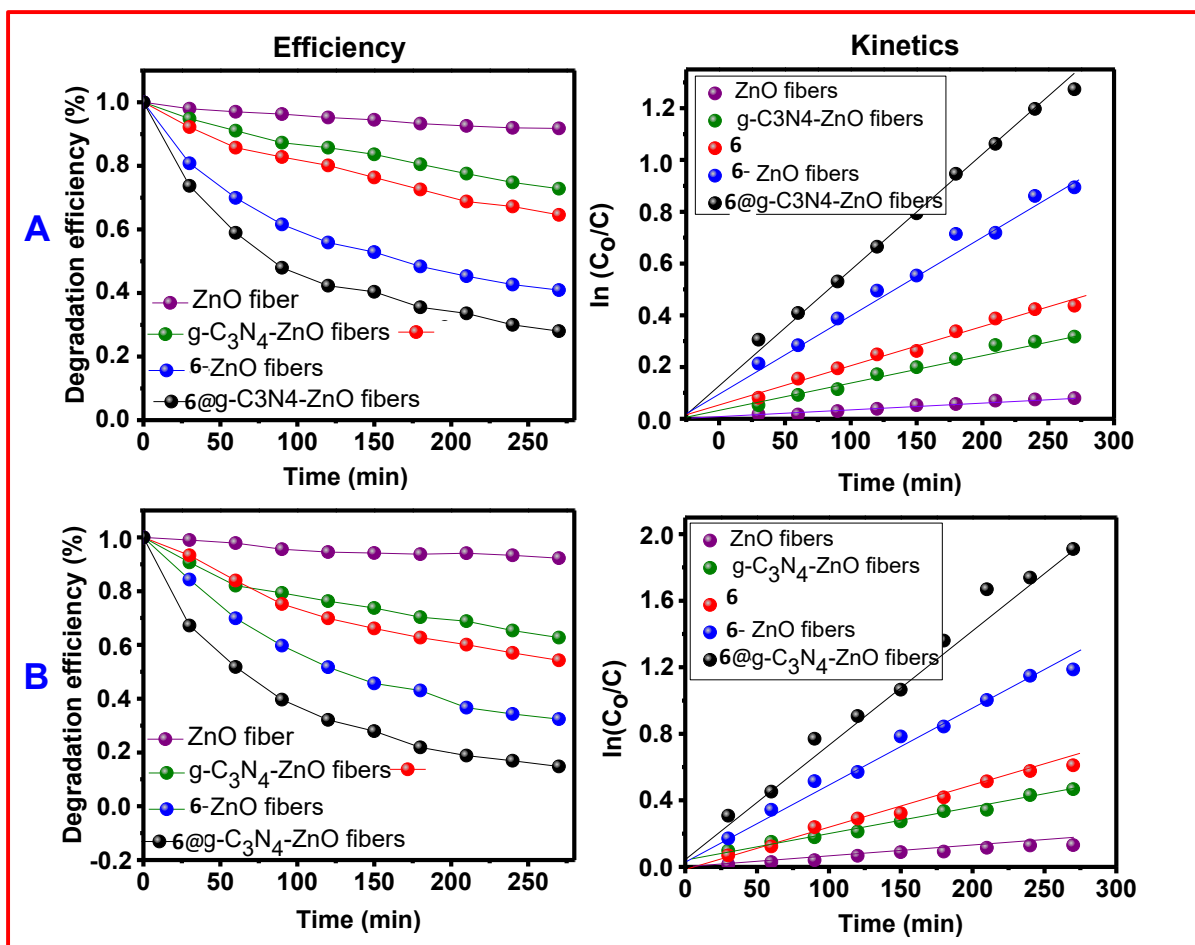 Efficiency
Kinetics
A
Degradation efficiency (%)
1.0
0.8
0.6
0.4
0.2
0.0
ZnO fiber
g-C₃N₄-ZnO fibers
6-ZnO fibers
6@g-C3N4-ZnO fibers
0 50 100 150 200 250
Time (min)
ln (C₀/C)
1.2
1.0
0.8
0.6
0.4
0.2
0.0
ZnO fibers
g-C3N4-ZnO fibers
6
6- ZnO fibers
6@g-C3N4-ZnO fibers
0 50 100 150 200 250 300
Time (min)
B
Degradation efficiency (%)
1.0
0.8
0.6
0.4
0.2
0.0
-0.2
ZnO fiber
g-C₃N₄-ZnO fibers
6-ZnO fibers
6@g-C₃N₄-ZnO fibers
0 50 100 150 200 250
Time (min)
ln(C₀/C)
2.0
1.6
1.2
0.8
0.4
0.0
ZnO fibers
g-C₃N₄-ZnO fibers
6
6- ZnO fibers
6@g-C₃N₄-ZnO fibers
0 50 100 150 200 250 300
Time (min)